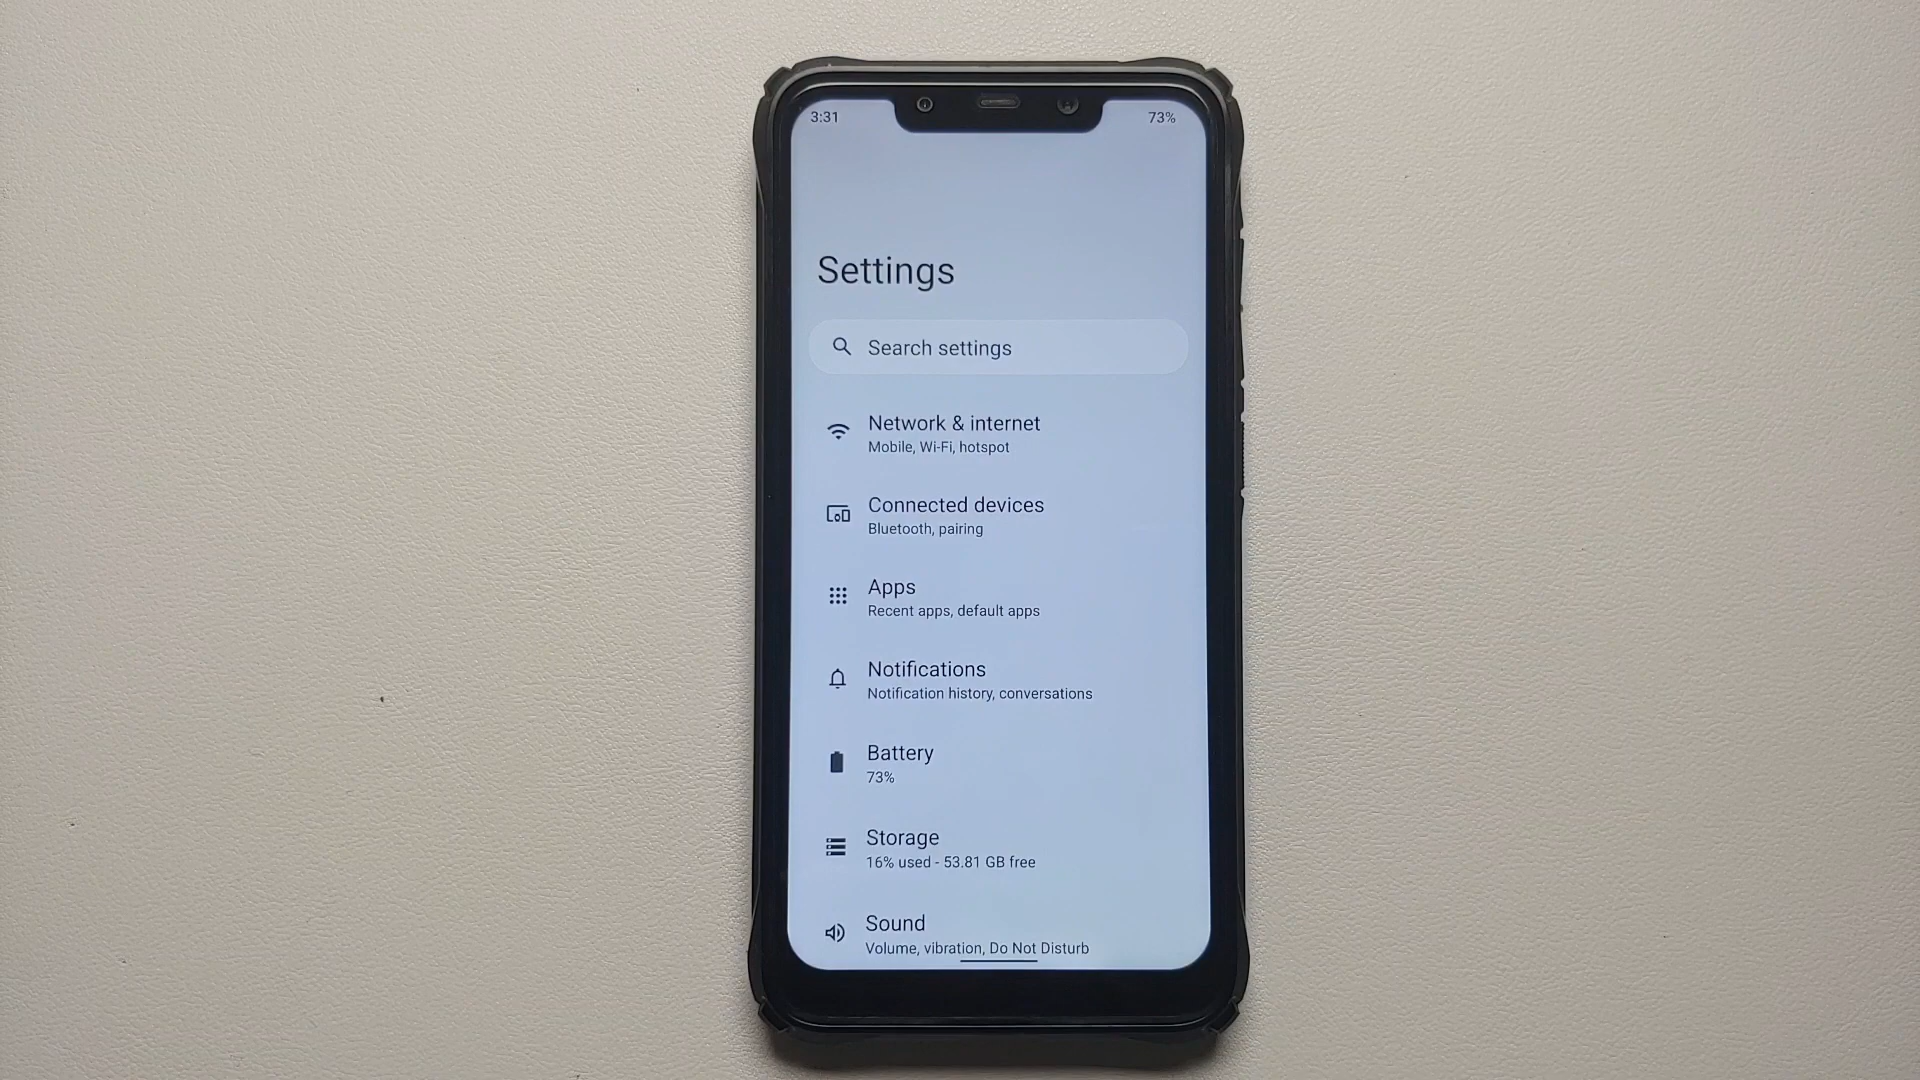 3:31 73%
Settings
Search settings
Network & internet
Mobile, Wi-Fi, hotspot
Connected devices
Bluetooth, pairing
Apps
Recent apps, default apps
Notifications
Notification history, conversations
Battery
73%
Storage
16% used - 53.81 GB free
Sound
Volume, vibration, Do Not Disturb